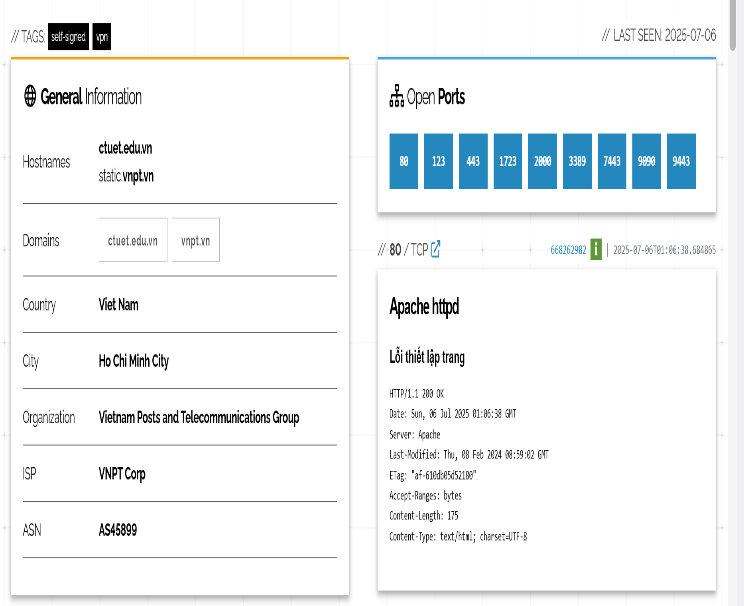 // TAGS: self-signed vpn
// LAST SEEN: 2025-07-06
General Information
Hostnames
ctuet.edu.vn
static.vnpt.vn
Domains ctuet.edu.vn vnpt.vn
Country Viet Nam
City Ho Chi Minh City
Organization Vietnam Posts and Telecommunications Group
ISP VNPT Corp
ASN AS45899
Open Ports
80 123 443 1723 2000 3389 7443 9090 9443
// 80 / TCP
668262982 i | 2025-07-06T01:06:38.684865
Apache httpd
Lỗi thiết lập trang
HTTP/1.1 200 OK
Date: Sun, 06 Jul 2025 01:06:38 GMT
Server: Apache
Last-Modified: Thu, 08 Feb 2024 08:59:02 GMT
ETag: "af-610db05d52100"
Accept-Ranges: bytes
Content-Length: 175
Content-Type: text/html; charset=UTF-8